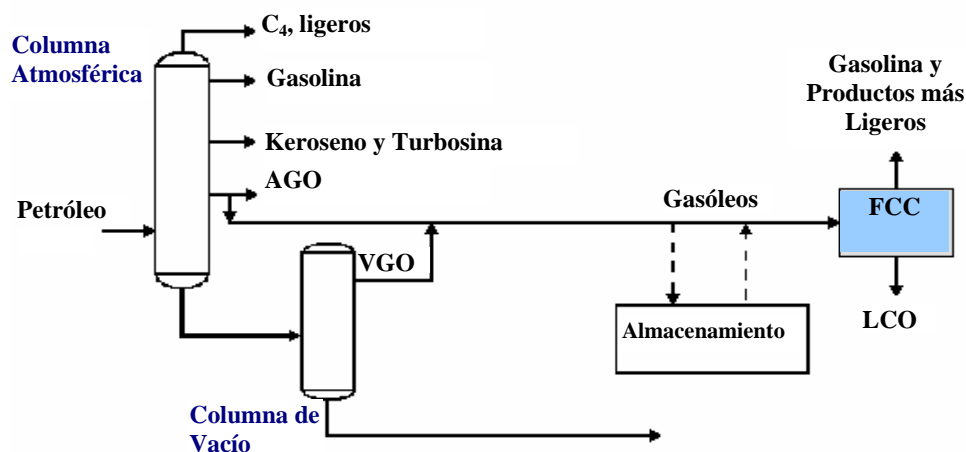 C₄, ligeros
Columna
Atmosférica
Gasolina
Keroseno y Turbosina
AGO
Petróleo
Gasóleos
Gasolina y
Productos más
Ligeros
FCC
VGO
Almacenamiento
LCO
Columna de
Vacío